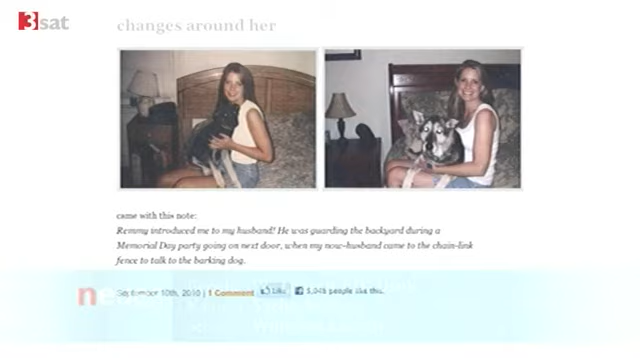 3sat
changes around her
came with this note:
Remmy introduced me to my husband! He was guarding the backyard during a
Memorial Day party going on next door, when my now-husband came to the chain-link
fence to talk to the barking dog.
September 10th, 2010 | 1 Comment Like people like this.